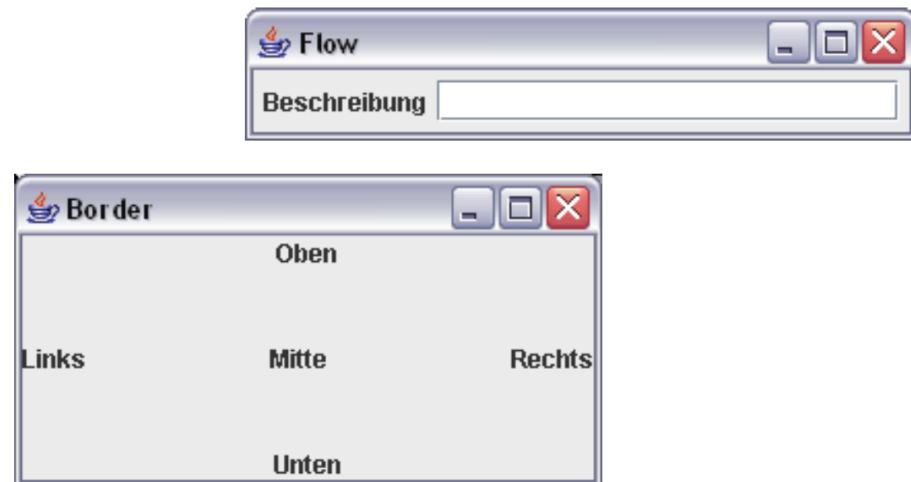 Flow
Beschreibung
Border
Oben
Links Mitte Rechts
Unten